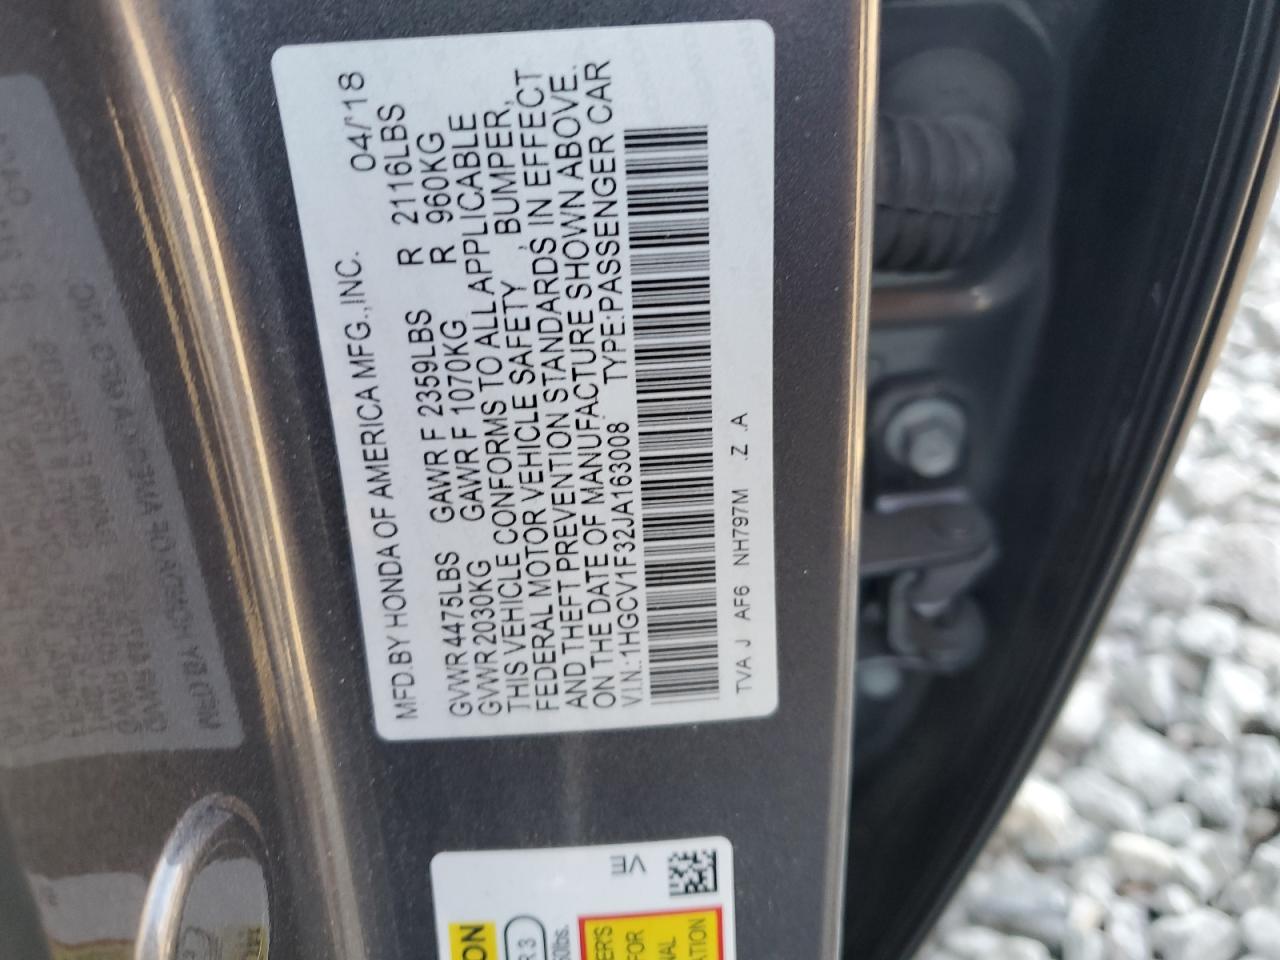 MFD.BY HONDA OF AMERICA MFG.,INC. 04/18
GVWR 4475LBS GAWR F 2359LBS R 2116LBS
GVWR 2030KG GAWR F 1070KG R 960KG
THIS VEHICLE CONFORMS TO ALL APPLICABLE
FEDERAL MOTOR VEHICLE SAFETY , BUMPER,
AND THEFT PREVENTION STANDARDS IN EFFECT
ON THE DATE OF MANUFACTURE SHOWN ABOVE.
V.I.N.:1HGCV1F32JA163008 TYPE:PASSENGER CAR
TVA J AF6 NH797M .Z .A
ER'S
FOR